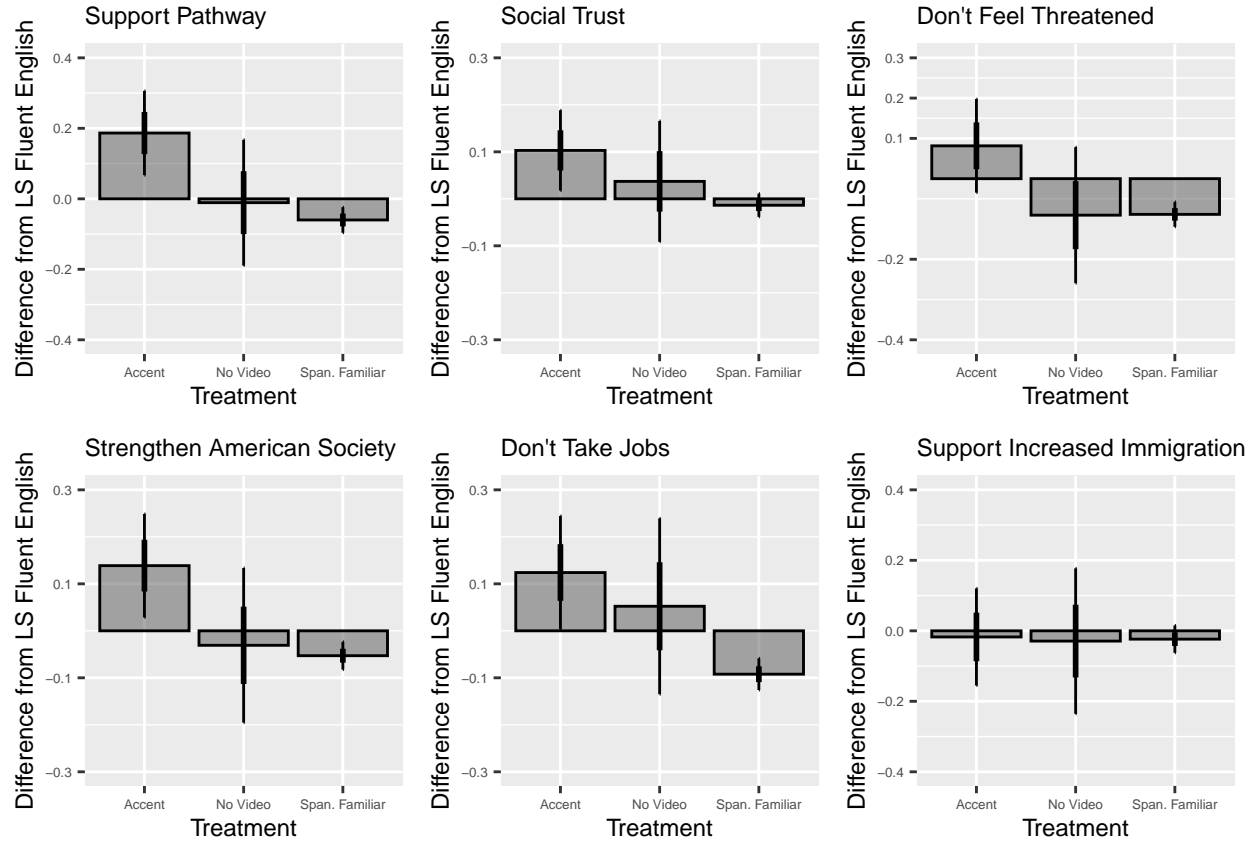 Support Pathway
Difference from LS Fluent English
0.4
0.2
0.0
−0.2
−0.4
Accent
No Video
Span. Familiar
Treatment
Social Trust
Difference from LS Fluent English
0.3
0.1
−0.1
−0.3
Accent
No Video
Span. Familiar
Treatment
Don't Feel Threatened
Difference from LS Fluent English
0.3
0.2
0.1
−0.2
−0.4
Accent
No Video
Span. Familiar
Treatment
Strengthen American Society
Difference from LS Fluent English
0.3
0.1
−0.1
−0.3
Accent
No Video
Span. Familiar
Treatment
Don't Take Jobs
Difference from LS Fluent English
0.3
0.1
−0.1
−0.3
Accent
No Video
Span. Familiar
Treatment
Support Increased Immigration
Difference from LS Fluent English
0.4
0.2
0.0
−0.2
−0.4
Accent
No Video
Span. Familiar
Treatment